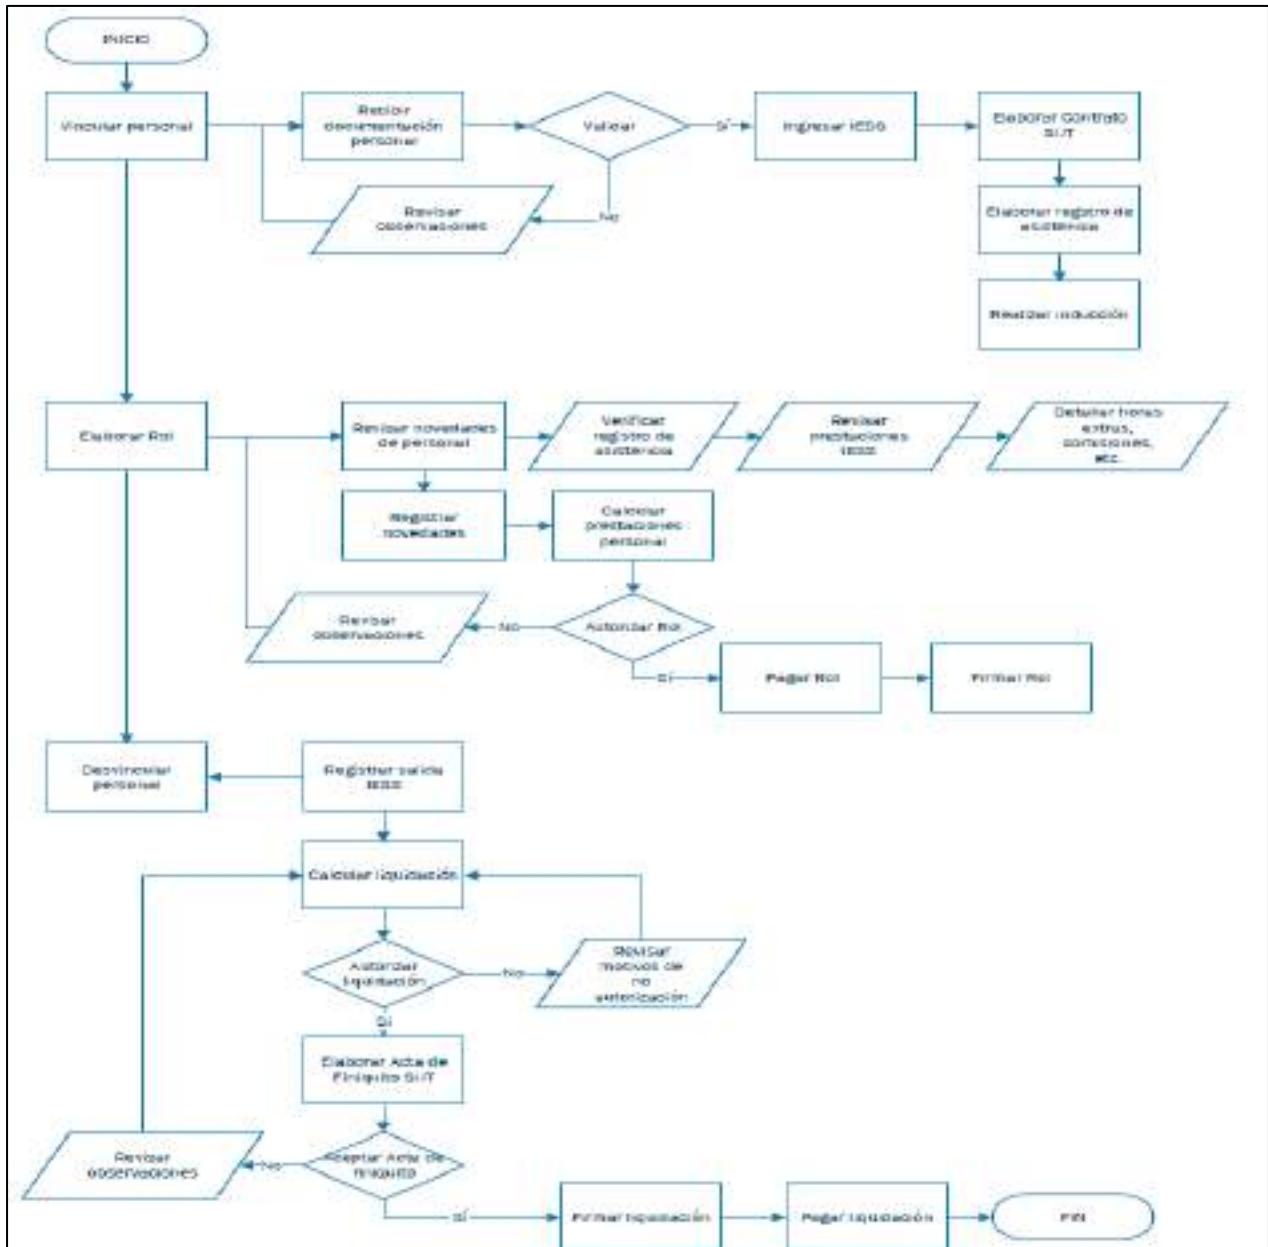 INICIO
Vincular personal
Recibir
documentación
personal
Validar
Sí
Ingresar IESS
Elaborar Contrato
SUT
No
Revisar
observaciones
Elaborar registro de
asistencia
Realizar inducción
Elaborar Rol
Revisar novedades
de personal
Verificar
registro de
asistencia
Revisar
prestaciones
IESS
Detallar horas
extras,
comisiones,
etc.
Registrar
novedades
Calcular
prestaciones
personal
Revisar
observaciones
No
Autorizar Rol
Sí
Pagar Rol
Firmar Rol
Desvincular
personal
Registrar salida
IESS
Calcular liquidación
Autorizar
liquidación
No
Revisar
motivos de
no
autorización
Sí
Elaborar Acta de
Finiquito SUT
Revisar
observaciones
No
Aceptar Acta de
finiquito
Sí
Firmar liquidación
Pagar liquidación
FIN